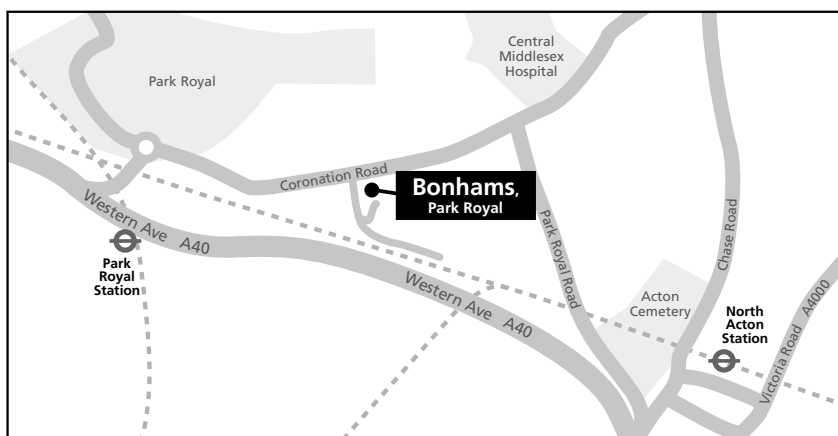 Central
Middlesex
Hospital
Park Royal
Coronation Road
Bonhams,
Park Royal
Western Ave A40
Park
Royal
Station
Western Ave A40
Park Royal Road
Chase Road
Acton
Cemetery
North
Acton
Station
Victoria Road A4000